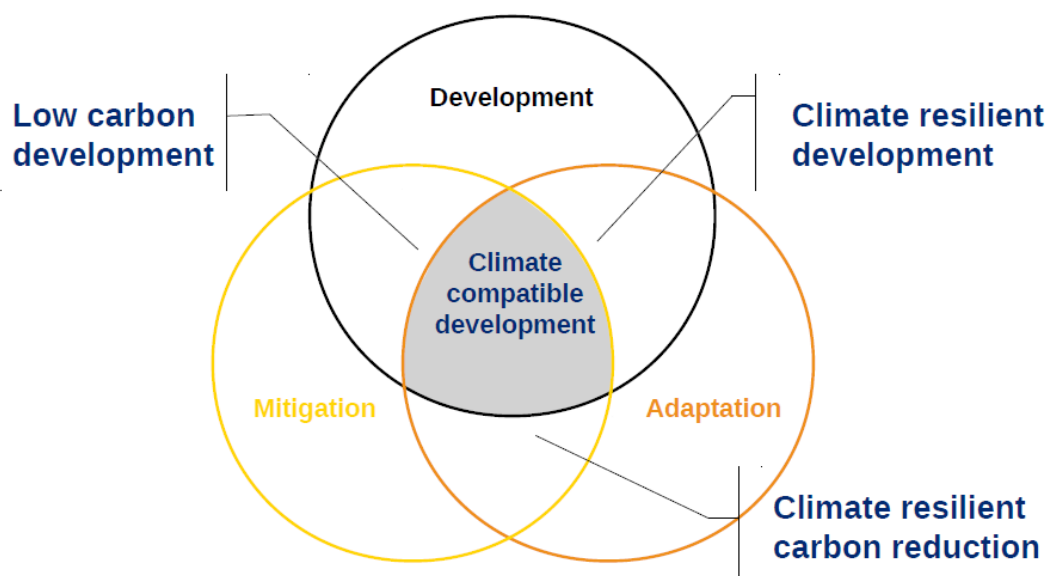 Development
Low carbon
development
Climate resilient
development
Climate
compatible
development
Mitigation
Adaptation
Climate resilient
carbon reduction